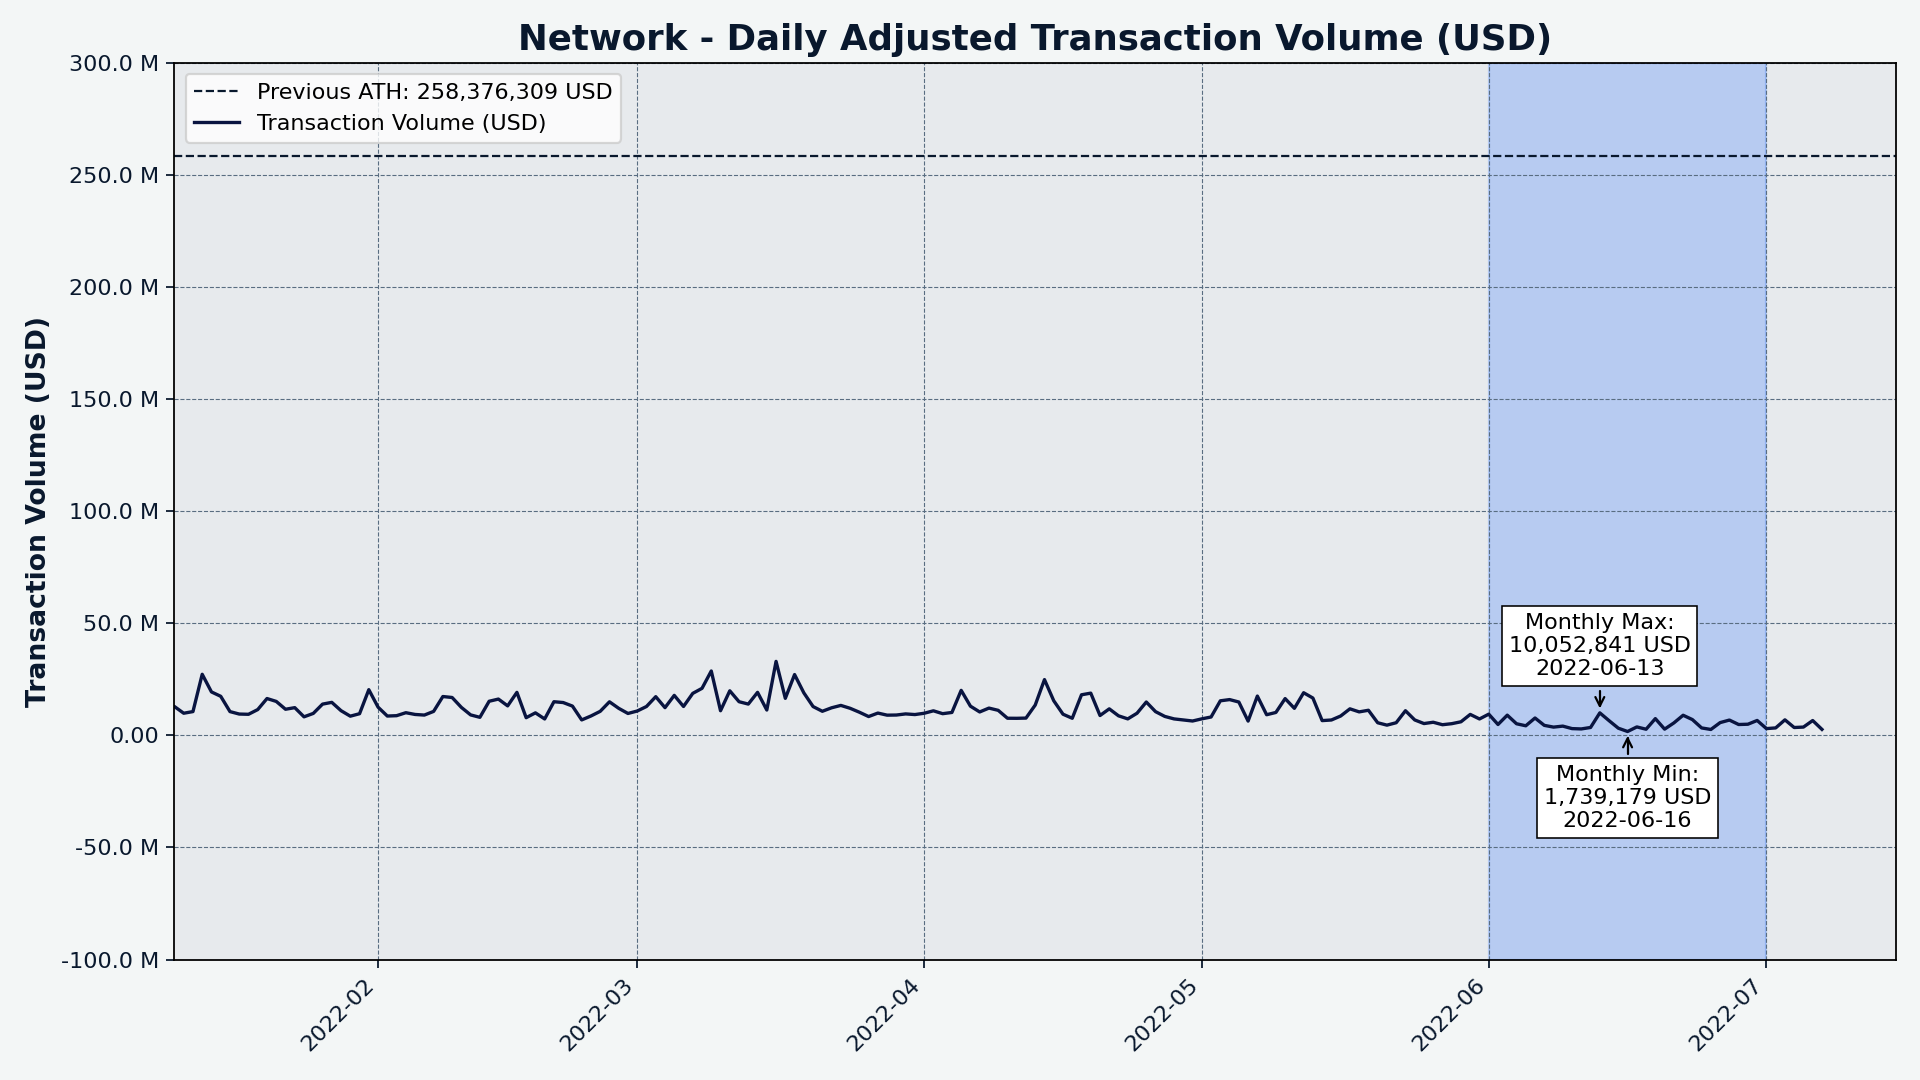 Network - Daily Adjusted Transaction Volume (USD)
300.0 M
250.0 M
200.0 M
150.0 M
100.0 M
50.0 M
0.00
-50.0 M
-100.0 M
Transaction Volume (USD)
Previous ATH: 258,376,309 USD
Transaction Volume (USD)
Monthly Max:
10,052,841 USD
2022-06-13
Monthly Min:
1,739,179 USD
2022-06-16
2022-02
2022-03
2022-04
2022-05
2022-06
2022-07